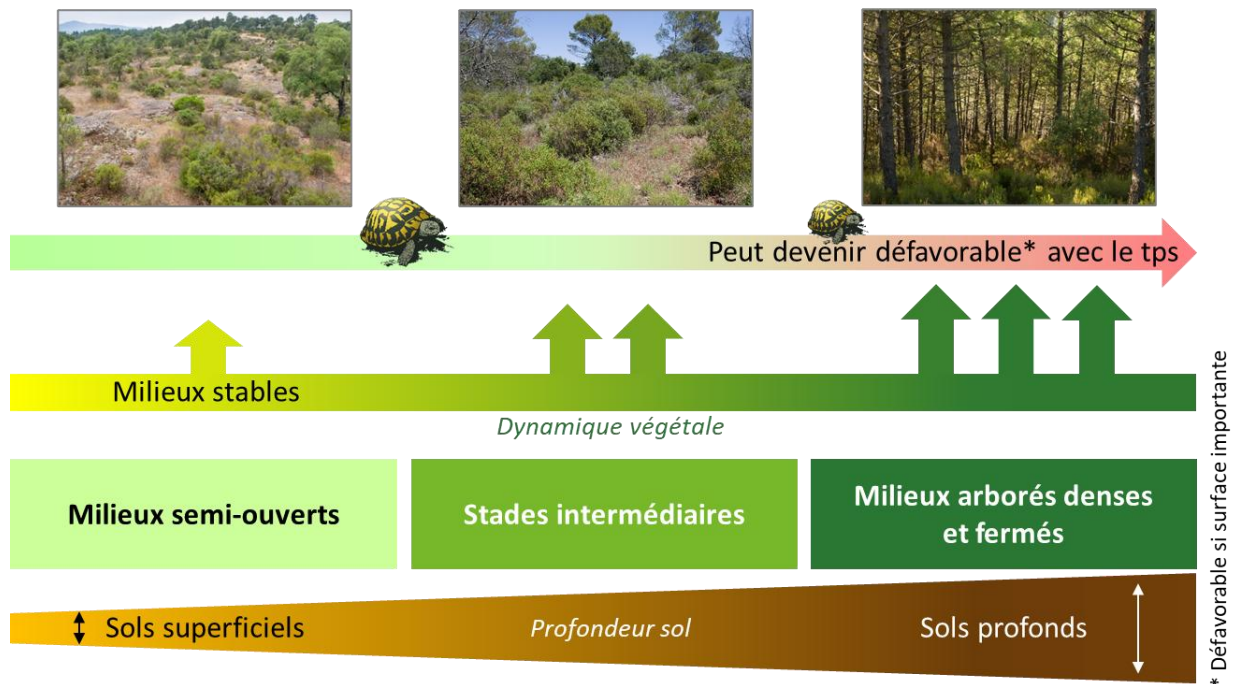 Peut devenir défavorable* avec le tps
Milieux stables
Dynamique végétale
Milieux semi-ouverts
Stades intermédiaires
Milieux arborés denses
et fermés
Sols superficiels
Profondeur sol
Sols profonds
* Défavorable si surface importante